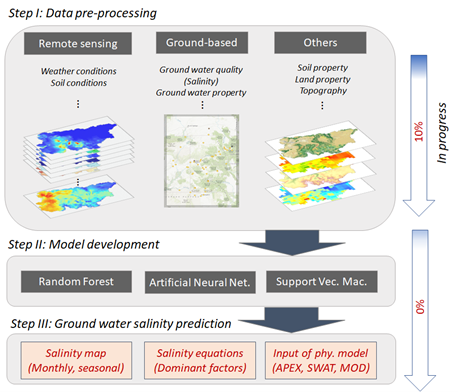 Step I: Data pre-processing
Remote sensing
Ground-based
Others
Weather conditions
Soil conditions
⋮
Ground water quality
(Salinity)
Ground water property
⋮
Soil property
Land property
Topography
⋮
...
10%
In progress
Step II: Model development
Random Forest
Artificial Neural Net.
Support Vec. Mac.
0%
Step III: Ground water salinity prediction
Salinity map
(Monthly, seasonal)
Salinity equations
(Dominant factors)
Input of phy. model
(APEX, SWAT, MOD)